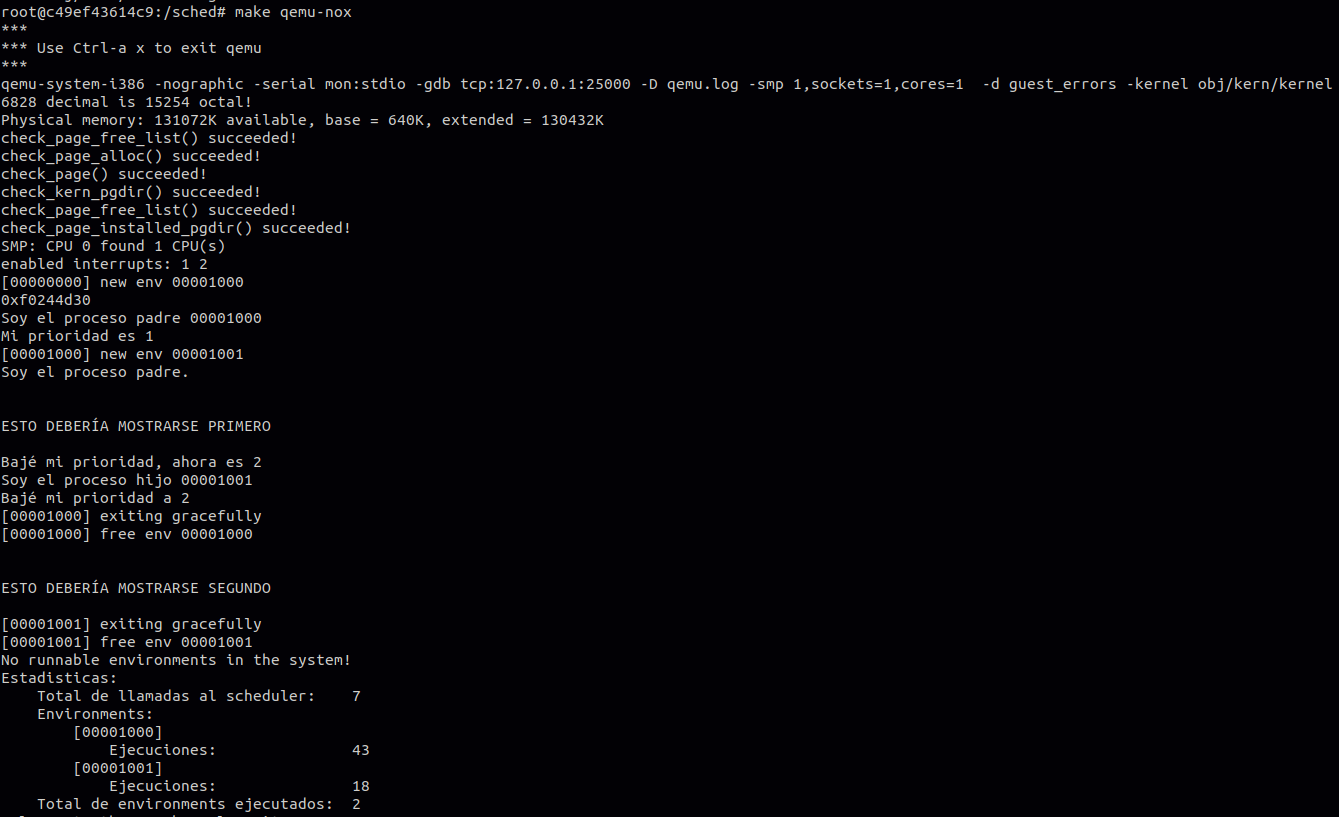 root@c49ef43614c9:/sched# make qemu-nox
***
*** Use Ctrl-a x to exit qemu
***
qemu-system-i386 -nographic -serial mon:stdio -gdb tcp:127.0.0.1:25000 -D qemu.log -smp 1,sockets=1,cores=1  -d guest_errors -kernel obj/kern/kernel
6828 decimal is 15254 octal!
Physical memory: 131072K available, base = 640K, extended = 130432K
check_page_free_list() succeeded!
check_page_alloc() succeeded!
check_page() succeeded!
check_kern_pgdir() succeeded!
check_page_free_list() succeeded!
check_page_installed_pgdir() succeeded!
SMP: CPU 0 found 1 CPU(s)
enabled interrupts: 1 2
[00000000] new env 00001000
0xf0244d30
Soy el proceso padre 00001000
Mi prioridad es 1
[00001000] new env 00001001
Soy el proceso padre.
ESTO DEBERÍA MOSTRARSE PRIMERO
Bajé mi prioridad, ahora es 2
Soy el proceso hijo 00001001
Bajé mi prioridad a 2
[00001000] exiting gracefully
[00001000] free env 00001000
ESTO DEBERÍA MOSTRARSE SEGUNDO
[00001001] exiting gracefully
[00001001] free env 00001001
No runnable environments in the system!
Estadisticas:
    Total de llamadas al scheduler:    7
    Environments:
        [00001000]
            Ejecuciones:               43
        [00001001]
            Ejecuciones:               18
    Total de environments ejecutados:  2